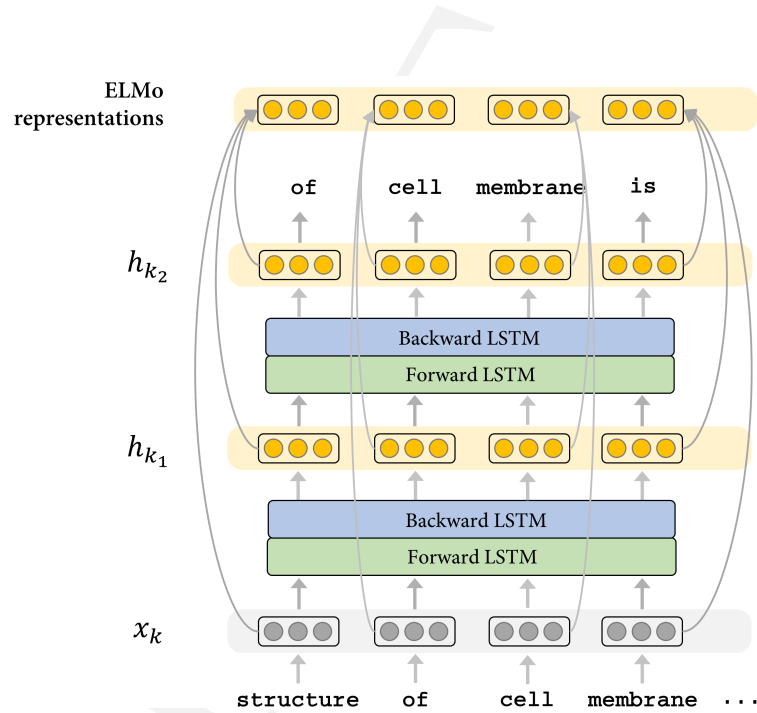 ELMo
representations
of cell membrane is
h_{k_2}
Backward LSTM
Forward LSTM
h_{k_1}
Backward LSTM
Forward LSTM
x_k
structure of cell membrane ...